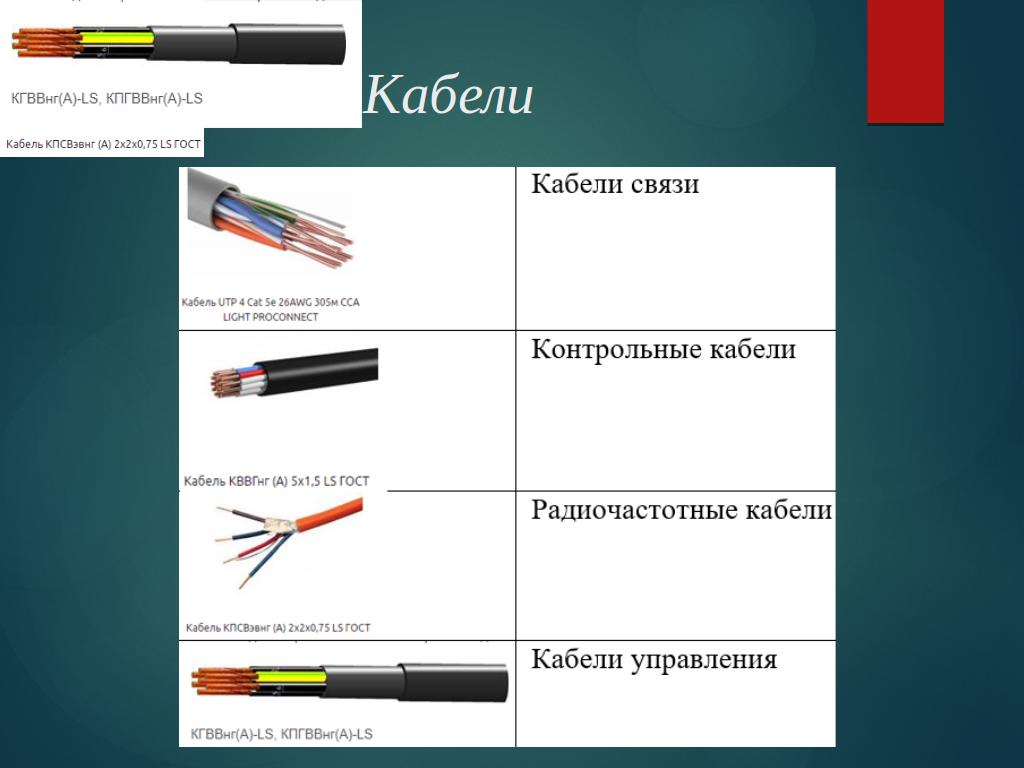 КГВВнг(А)-LS, КПГВВнг(А)-LS
Кабели
Кабель КПСВэвнг (А) 2х2х0,75 LS ГОСТ
Кабели связи
Кабель UTP 4 Cat 5e 26AWG 305м CCA
LIGHT PROCONNECT
Контрольные кабели
Кабель КВВГнг (А) 5х1,5 LS ГОСТ
Радиочастотные кабели
Кабель КПСВэвнг (А) 2х2х0,75 LS ГОСТ
Кабели управления
КГВВнг(А)-LS, КПГВВнг(А)-LS